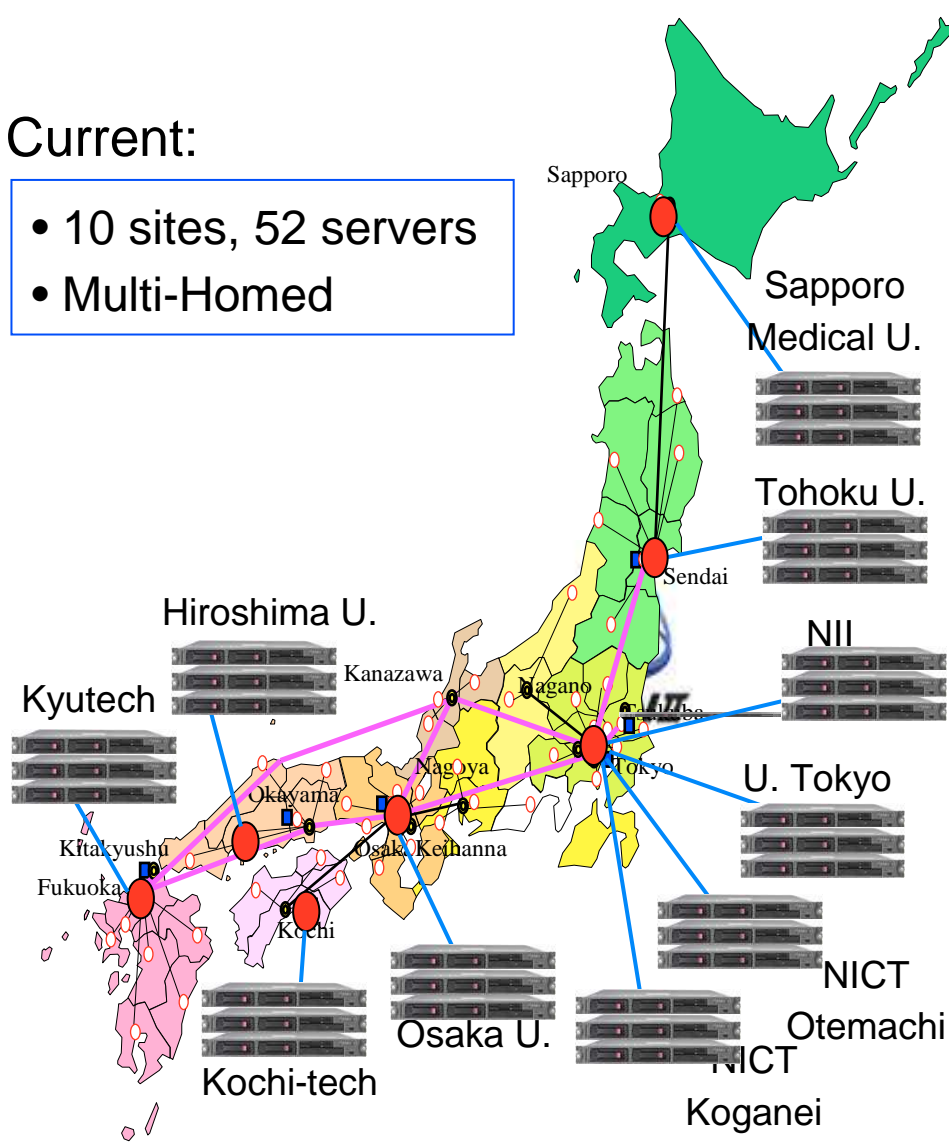 Current:
• 10 sites, 52 servers
• Multi-Homed
Sapporo
Sapporo
Medical U.
Tohoku U.
Sendai
Hiroshima U.
NII
Kanazawa
Nagano
Kyutech
Tsukuba
Nagoya
Tokyo
U. Tokyo
Okayama
Kitakyushu
Osaka
Keihanna
Fukuoka
Kochi
NICT
Otemachi
Osaka U.
Kochi-tech
NICT
Koganei